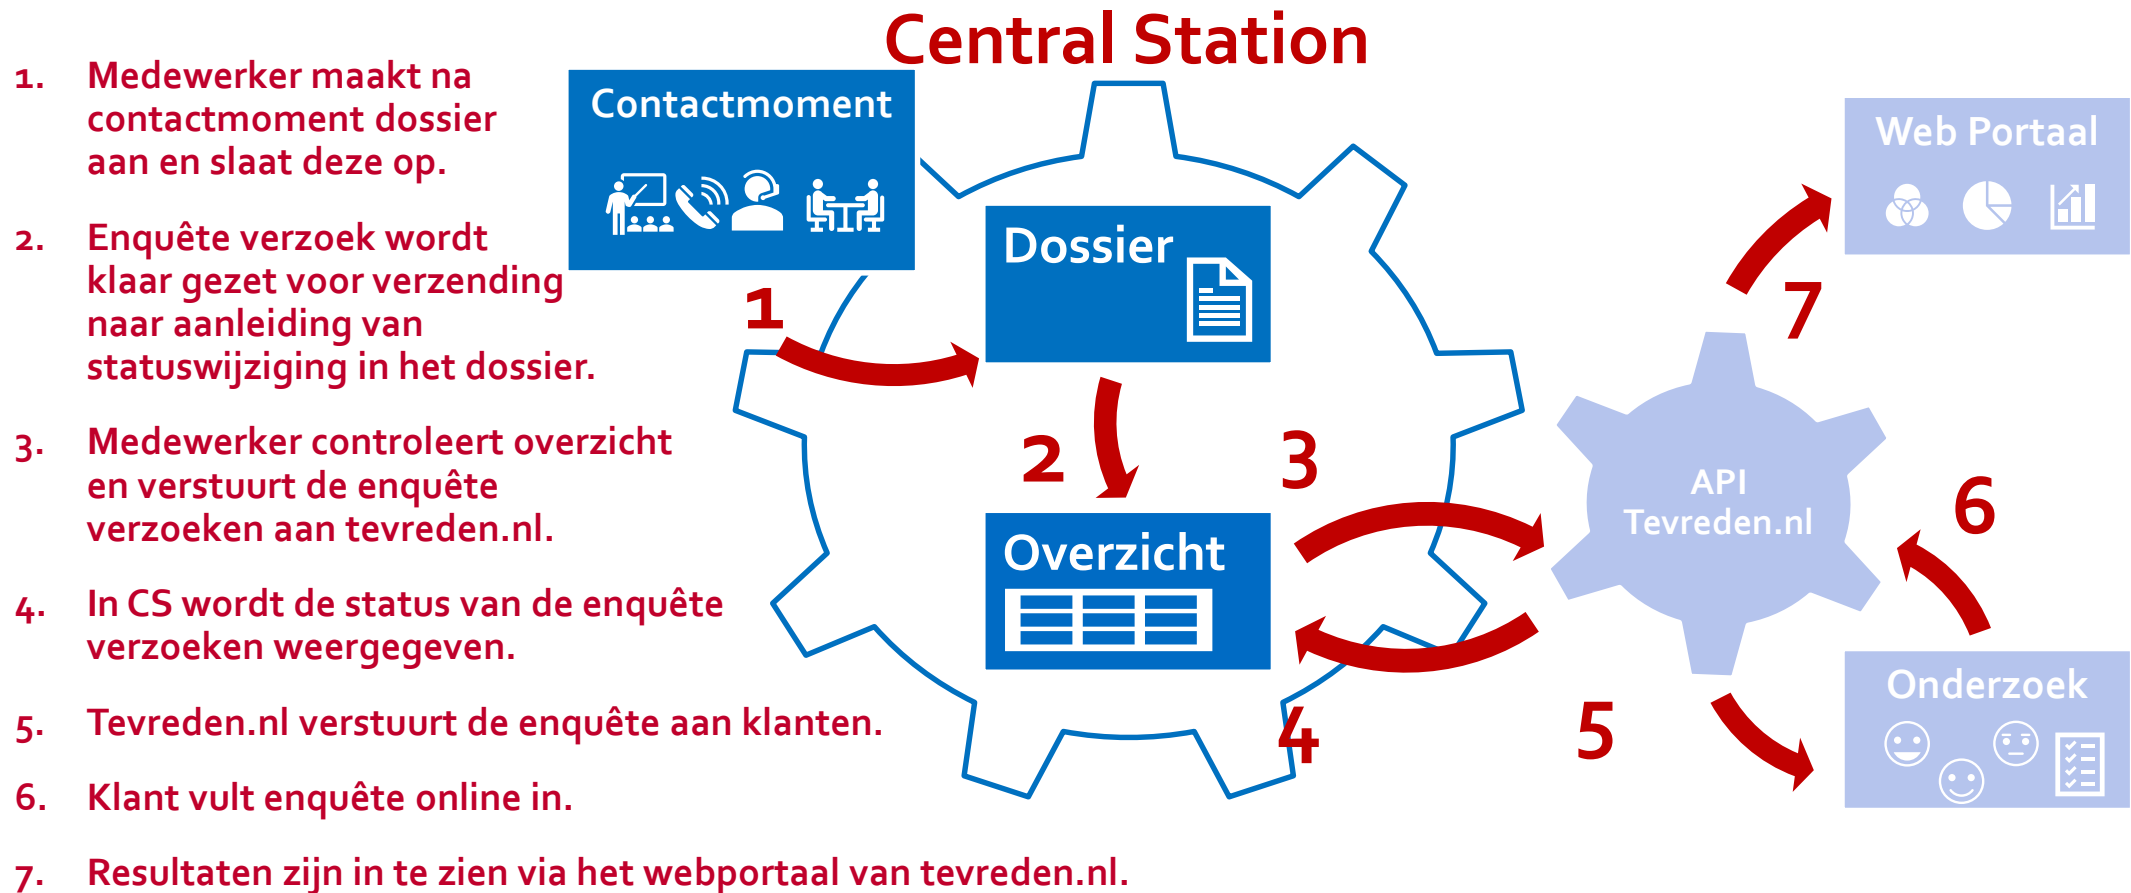 Central Station
1. Medewerker maakt na
contactmoment dossier
aan en slaat deze op.
2. Enquête verzoek wordt
klaar gezet voor verzending
naar aanleiding van
statuswijziging in het dossier.
3. Medewerker controleert overzicht
en verstuurt de enquête
verzoeken aan tevreden.nl.
4. In CS wordt de status van de enquête
verzoeken weergegeven.
5. Tevreden.nl verstuurt de enquête aan klanten.
6. Klant vult enquête online in.
7. Resultaten zijn in te zien via het webportaal van tevreden.nl.
Contactmoment
1
Dossier
2
Overzicht
3
4
API
Tevreden.nl
5
Onderzoek
6
7
Web Portaal